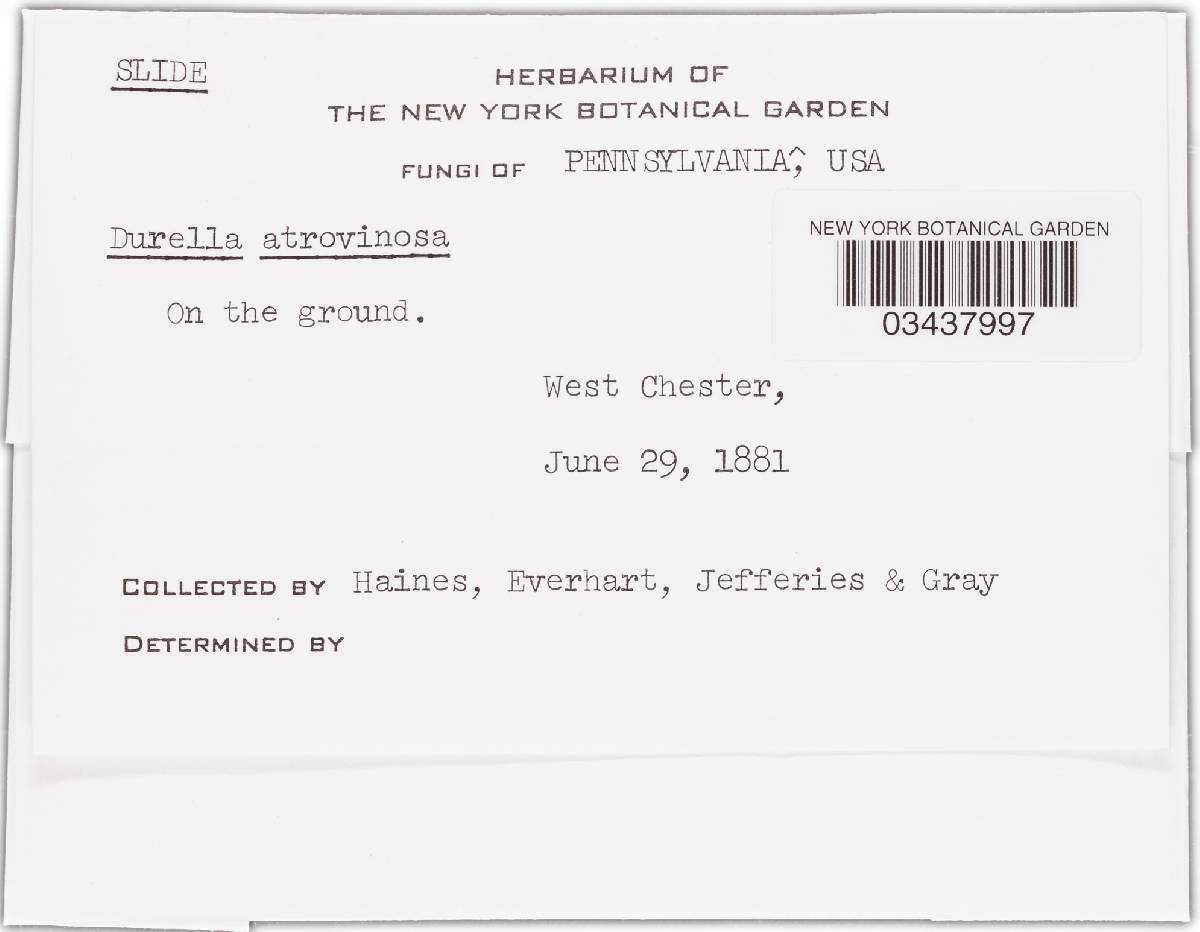 SLIDE
HERBARIUM OF
THE NEW YORK BOTANICAL GARDEN
FUNGI OF PENNSYLVANIA^, USA
NEW YORK BOTANICAL GARDEN
03437997
Durella atrovinosa
On the ground.
West Chester,
June 29, 1881
COLLECTED BY Haines, Everhart, Jefferies & Gray
DETERMINED BY